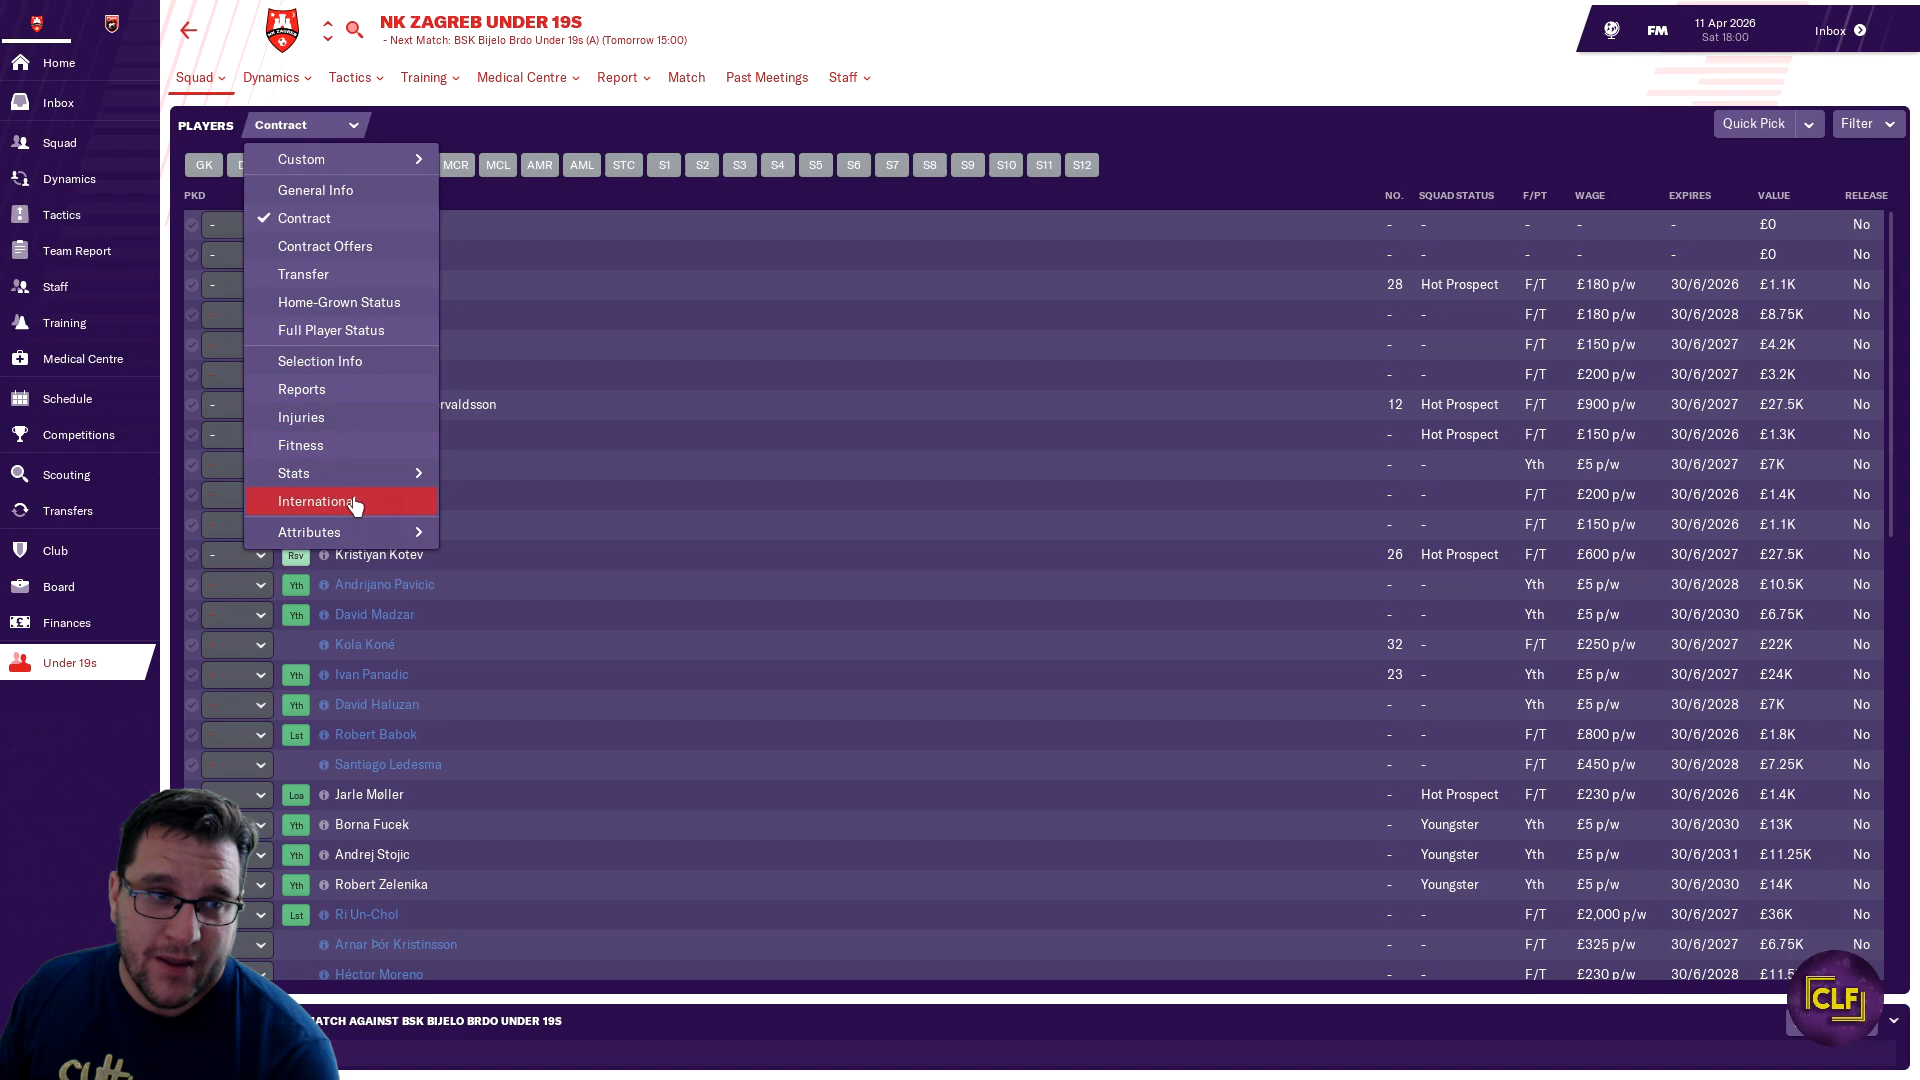 NK ZAGREB UNDER 19S
- Next Match: BSK Bijelo Brdo Under 19s (A) (Tomorrow 15:00)
FM
11 Apr 2026
Sat 18:00
Inbox
Home
Inbox
Squad
Dynamics
Tactics
Team Report
Staff
Training
Medical Centre
Schedule
Competitions
Scouting
Transfers
Club
Board
Finances
Under 19s
Squad Dynamics Tactics Training Medical Centre Report Match Past Meetings Staff
PLAYERS Contract Quick Pick Filter
GK MCR MCL AMR AML STC S1 S2 S3 S4 S5 S6 S7 S8 S9 S10 S11 S12
PKD NO. SQUAD STATUS F/PT WAGE EXPIRES VALUE RELEASE
Custom
General Info
Contract
Contract Offers
Transfer
Home-Grown Status
Full Player Status
Selection Info
Reports
Injuries
Fitness
Stats
International
Attributes
- - - - - - £0 No
- - - - - - £0 No
- 28 Hot Prospect F/T £180 p/w 30/6/2026 £1.1K No
- - - F/T £180 p/w 30/6/2028 £8.75K No
- - - F/T £150 p/w 30/6/2027 £4.2K No
- - - F/T £200 p/w 30/6/2027 £3.2K No
- rvaldsson 12 Hot Prospect F/T £900 p/w 30/6/2027 £27.5K No
- - Hot Prospect F/T £150 p/w 30/6/2026 £1.3K No
- - - Yth £5 p/w 30/6/2027 £7K No
- - - F/T £200 p/w 30/6/2026 £1.4K No
- - - F/T £150 p/w 30/6/2026 £1.1K No
- Rsv Kristiyan Kotev 26 Hot Prospect F/T £600 p/w 30/6/2027 £27.5K No
- Yth Andrijano Pavicic - - Yth £5 p/w 30/6/2028 £10.5K No
- Yth David Madzar - - Yth £5 p/w 30/6/2030 £6.75K No
- Kola Koné 32 - F/T £250 p/w 30/6/2027 £22K No
- Yth Ivan Panadic 23 - Yth £5 p/w 30/6/2027 £24K No
- Yth David Haluzan - - Yth £5 p/w 30/6/2028 £7K No
- Lst Robert Babok - - F/T £800 p/w 30/6/2026 £1.8K No
- Santiago Ledesma - - F/T £450 p/w 30/6/2028 £7.25K No
Loa Jarle Møller - Hot Prospect F/T £230 p/w 30/6/2026 £1.4K No
Yth Borna Fucek - Youngster Yth £5 p/w 30/6/2030 £13K No
Yth Andrej Stojic - Youngster Yth £5 p/w 30/6/2031 £11.25K No
Yth Robert Zelenika - Youngster Yth £5 p/w 30/6/2030 £14K No
Lst Ri Un-Chol - - F/T £2,000 p/w 30/6/2027 £36K No
Arnar Þór Kristinsson - - F/T £325 p/w 30/6/2027 £6.75K No
Héctor Moreno - - F/T £230 p/w 30/6/2028 £11.5 No
CLF
ATCH AGAINST BSK BIJELO BRDO UNDER 19S